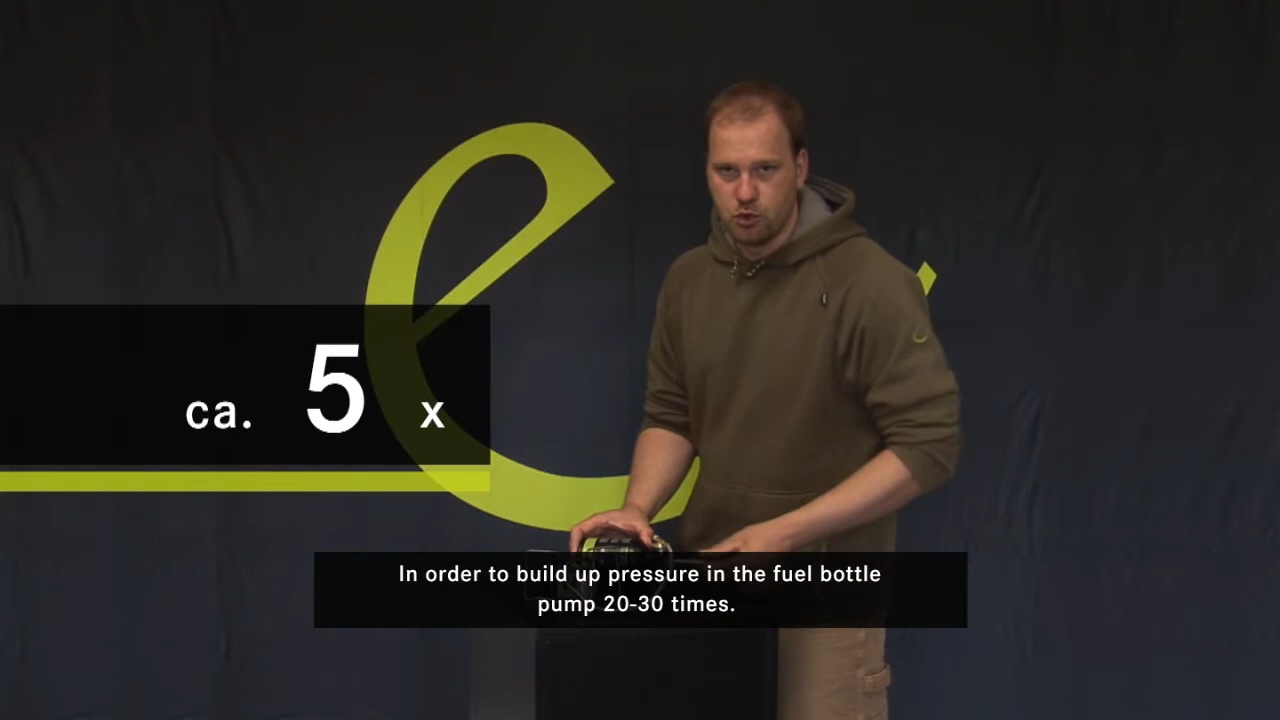 e
ca. 5 x
In order to build up pressure in the fuel bottle
pump 20-30 times.